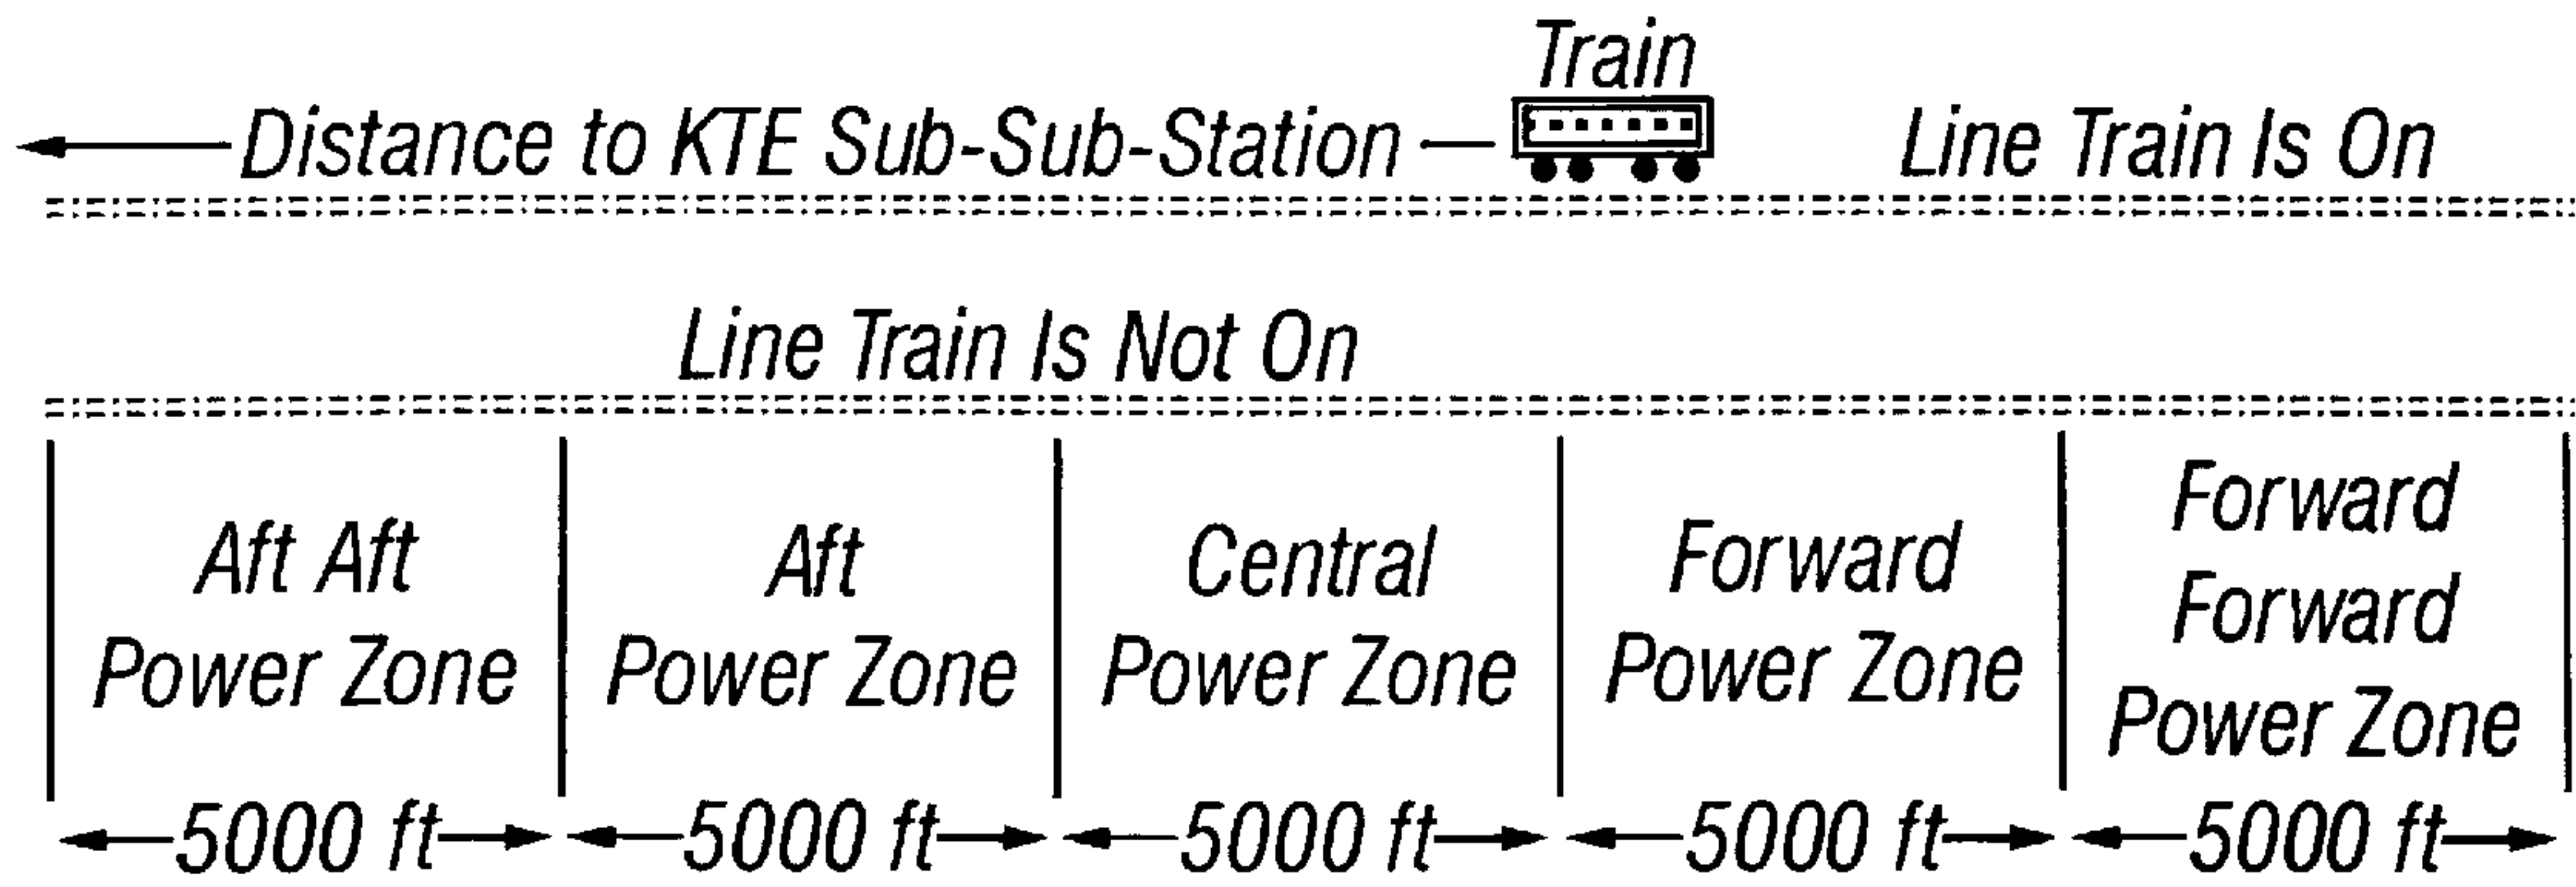 Train
Distance to KTE Sub-Sub-Station
Line Train Is On
Line Train Is Not On
Aft Aft
Power Zone
Aft
Power Zone
Central
Power Zone
Forward
Power Zone
Forward
Forward
Power Zone
5000 ft
5000 ft
5000 ft
5000 ft
5000 ft